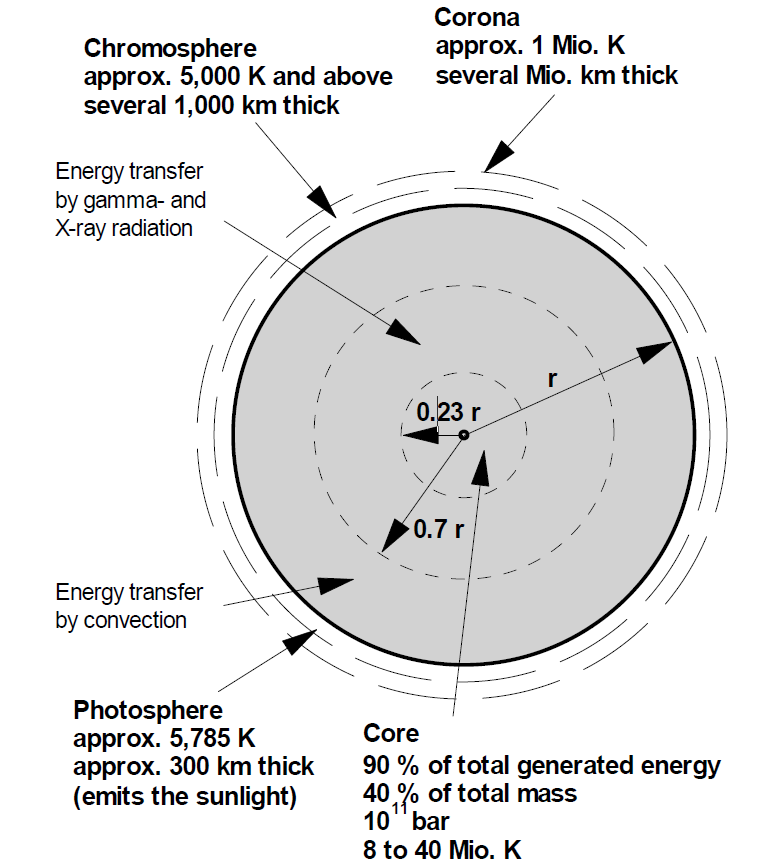 Corona
approx. 1 Mio. K
several Mio. km thick
Chromosphere
approx. 5,000 K and above
several 1,000 km thick
Energy transfer
by gamma- and
X-ray radiation
r
0.23 r
0.7 r
Energy transfer
by convection
Photosphere
approx. 5,785 K
approx. 300 km thick
(emits the sunlight)
Core
90 % of total generated energy
40 % of total mass
10¹¹ bar
8 to 40 Mio. K